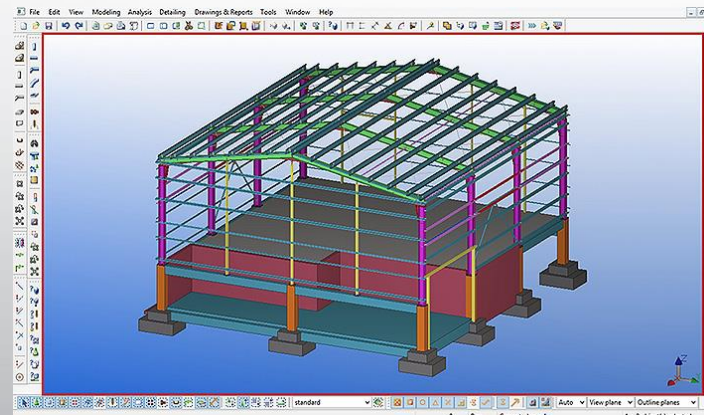 File Edit View Modeling Analysis Detailing Drawings & Reports Tools Window Help
standard
Auto
View plane
Outline planes